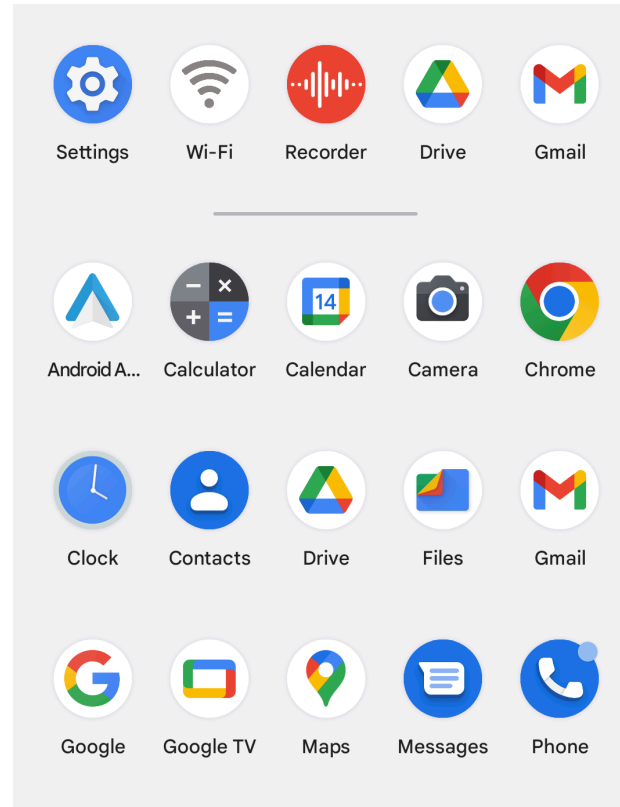 Settings Wi-Fi Recorder Drive Gmail
14
Android A... Calculator Calendar Camera Chrome
Clock Contacts Drive Files Gmail
Google Google TV Maps Messages Phone